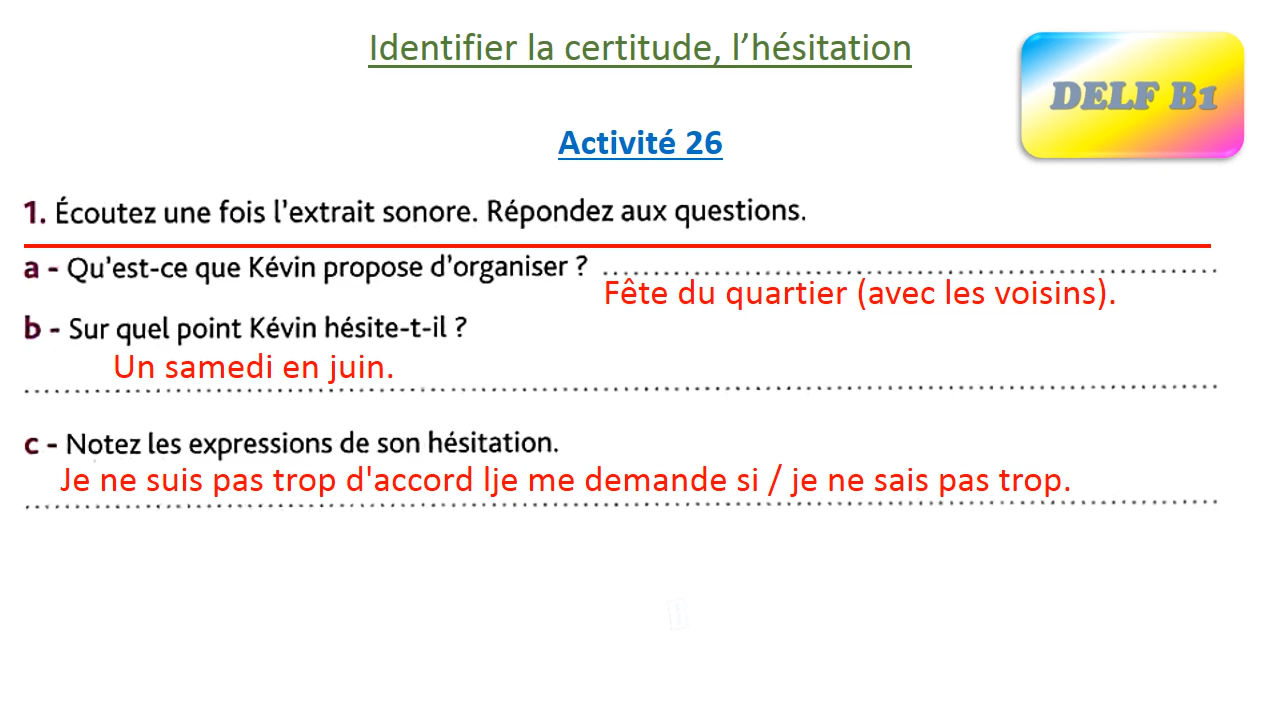 Identifier la certitude, l’hésitation
DELF B1
Activité 26
1. Écoutez une fois l'extrait sonore. Répondez aux questions.
a - Qu'est-ce que Kévin propose d'organiser ?
Fête du quartier (avec les voisins).
b - Sur quel point Kévin hésite-t-il ?
Un samedi en juin.
c - Notez les expressions de son hésitation.
Je ne suis pas trop d'accord lje me demande si / je ne sais pas trop.